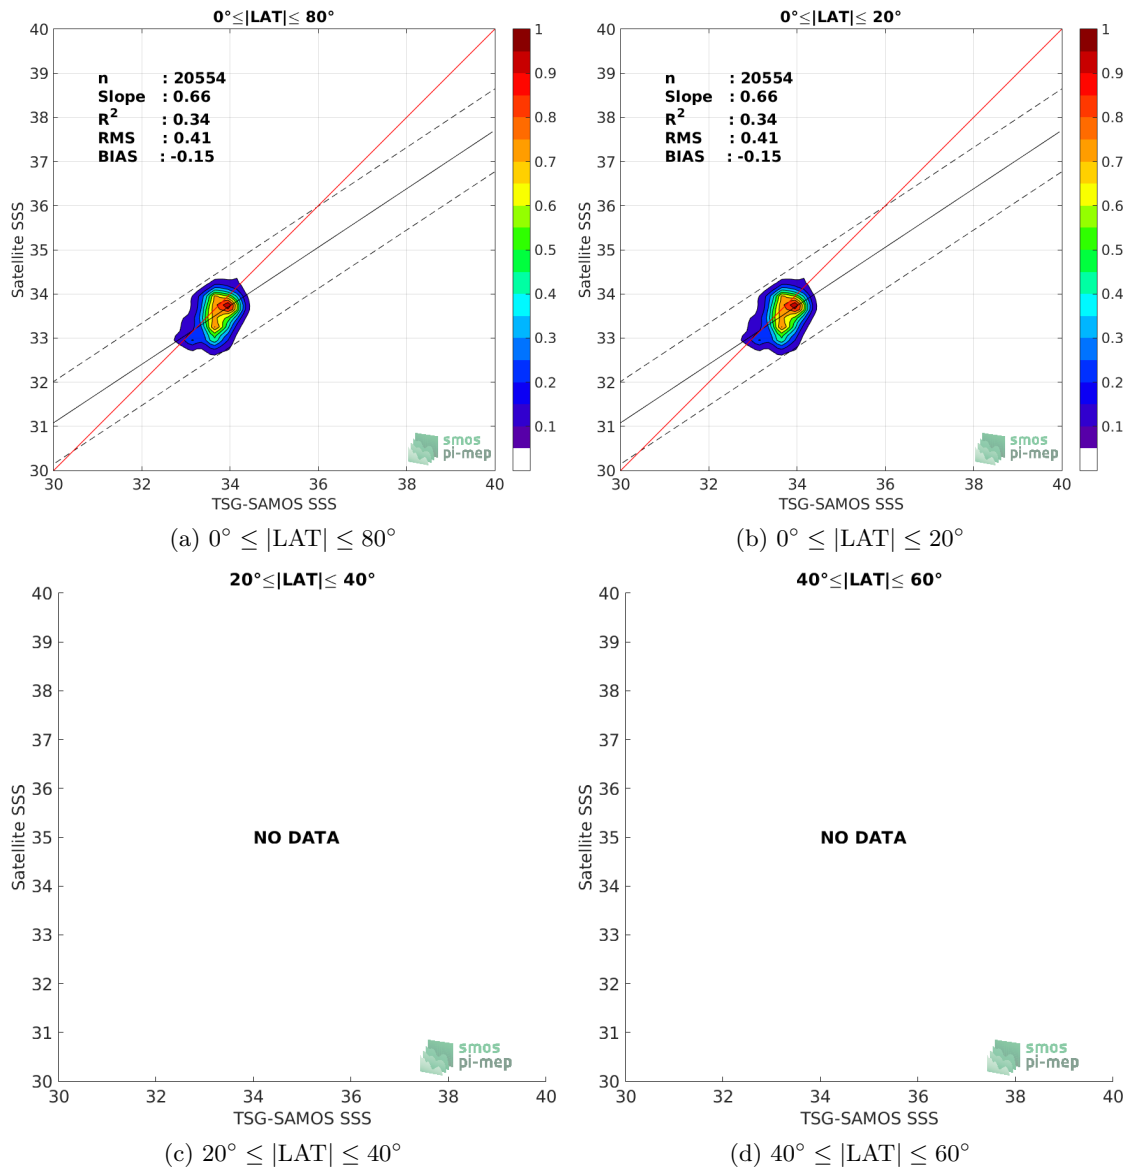 0°≤|LAT|≤ 80°
40
39
38
37
36
35
34
33
32
31
30
Satellite SSS
n : 20554
Slope : 0.66
R2 : 0.34
RMS : 0.41
BIAS : -0.15
smos
pi-mep
30 32 34 36 38 40
TSG-SAMOS SSS
1
0.9
0.8
0.7
0.6
0.5
0.4
0.3
0.2
0.1
(a) 0° ≤ |LAT| ≤ 80°
0°≤|LAT|≤ 20°
40
39
38
37
36
35
34
33
32
31
30
Satellite SSS
n : 20554
Slope : 0.66
R2 : 0.34
RMS : 0.41
BIAS : -0.15
smos
pi-mep
30 32 34 36 38 40
TSG-SAMOS SSS
1
0.9
0.8
0.7
0.6
0.5
0.4
0.3
0.2
0.1
(b) 0° ≤ |LAT| ≤ 20°
20°≤|LAT|≤ 40°
40
39
38
37
36
35
34
33
32
31
30
Satellite SSS
NO DATA
smos
pi-mep
30 32 34 36 38 40
TSG-SAMOS SSS
(c) 20° ≤ |LAT| ≤ 40°
40°≤|LAT|≤ 60°
40
39
38
37
36
35
34
33
32
31
30
Satellite SSS
NO DATA
smos
pi-mep
30 32 34 36 38 40
TSG-SAMOS SSS
(d) 40° ≤ |LAT| ≤ 60°